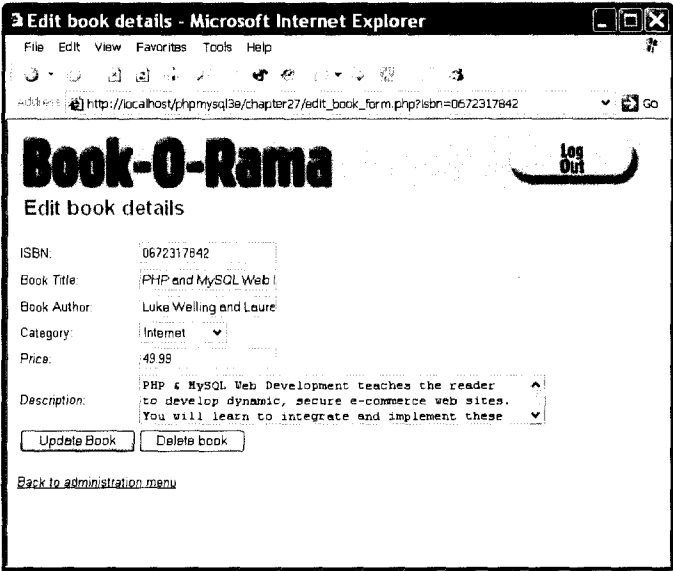 Edit book details - Microsoft Internet Explorer
File Edit View Favorites Tools Help
Address http://localhost/phpmysql3e/chapter27/edit_book_form.php?isbn=0672317842 Go
Book-O-Rama
Log
Out
Edit book details
ISBN: 0672317842
Book Title: PHP and MySQL Web
Book Author: Luke Welling and Laure
Category: Internet
Price: 49.99
Description: PHP & MySQL Web Development teaches the reader
to develop dynamic, secure e-commerce web sites.
You will learn to integrate and implement these
Update Book Delete book
Back to administration menu